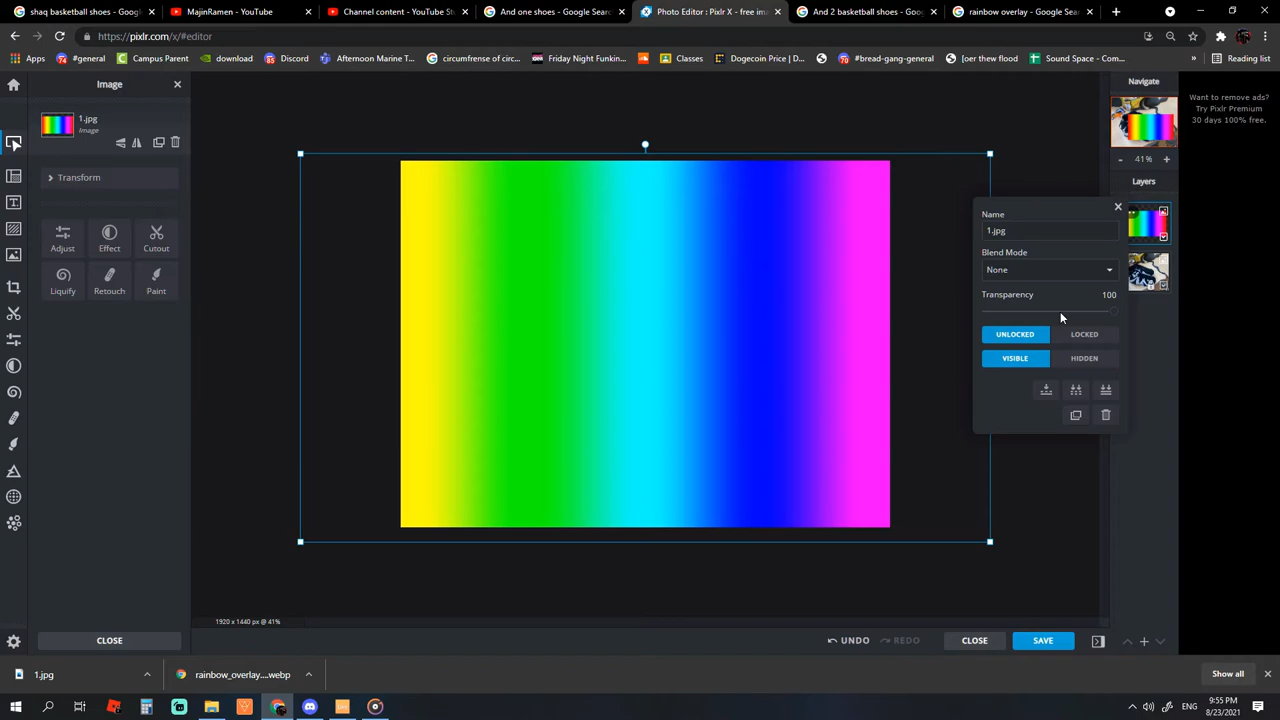 shaq basketball shoes - Google
MajinRamen - YouTube
Channel content - YouTube St
And one shoes - Google Searc
Photo Editor : Pixlr X - free ima
And 2 basketball shoes - Google
rainbow overlay - Google Search
https://pixlr.com/x/#editor
Apps
#general
Campus Parent
download
Discord
Afternoon Marine T...
circumfrense of circ...
Friday Night Funkin...
Classes
Dogecoin Price | D...
#bread-gang-general
[oer thew flood
Sound Space - Com...
Reading list
Image
1.jpg
Image
Transform
Adjust
Effect
Cutout
Liquify
Retouch
Paint
CLOSE
1920 x 1440 px @ 41%
UNDO
REDO
CLOSE
SAVE
Navigate
41%
Layers
Name
1.jpg
Blend Mode
None
Transparency
100
UNLOCKED
LOCKED
VISIBLE
HIDDEN
Want to remove ads?
Try Pixlr Premium
30 days 100% free.
1.jpg
rainbow_overlay....webp
Show all
ENG
9:55 PM
8/23/2021